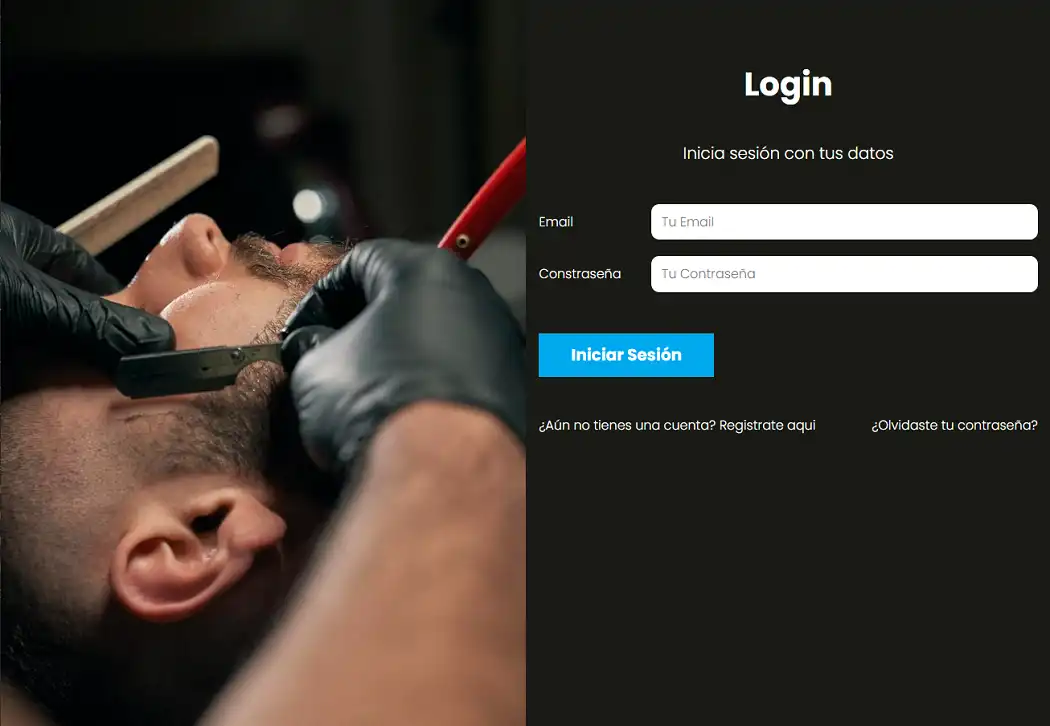 Login
Inicia sesión con tus datos
Email
Tu Email
Constraseña
Tu Contraseña
Iniciar Sesión
¿Aún no tienes una cuenta? Registrate aqui
¿Olvidaste tu contraseña?